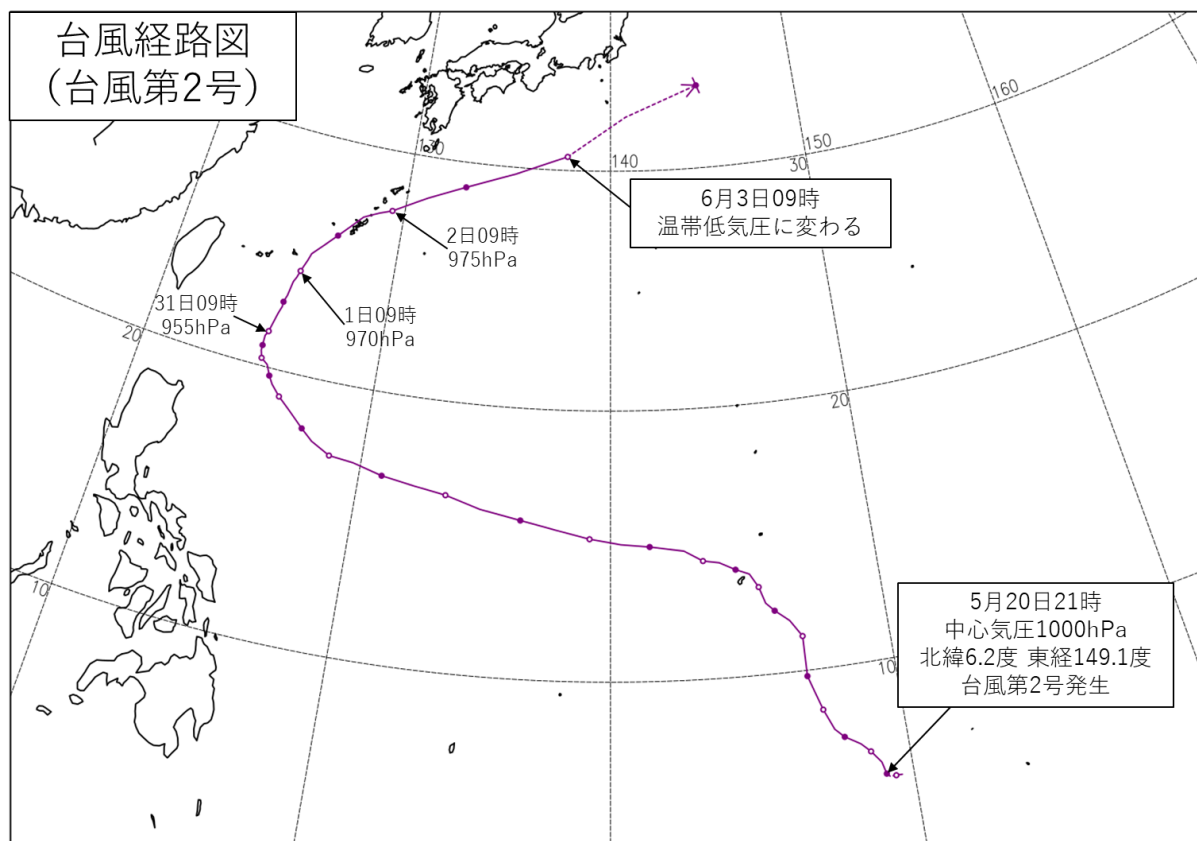 台風経路図
（台風第2号）
160
150
130
140
30
6月3日09時
温帯低気圧に変わる
2日09時
975hPa
31日09時
955hPa
1日09時
970hPa
20
20
10
5月20日21時
中心気圧1000hPa
北緯6.2度 東経149.1度
台風第2号発生
10